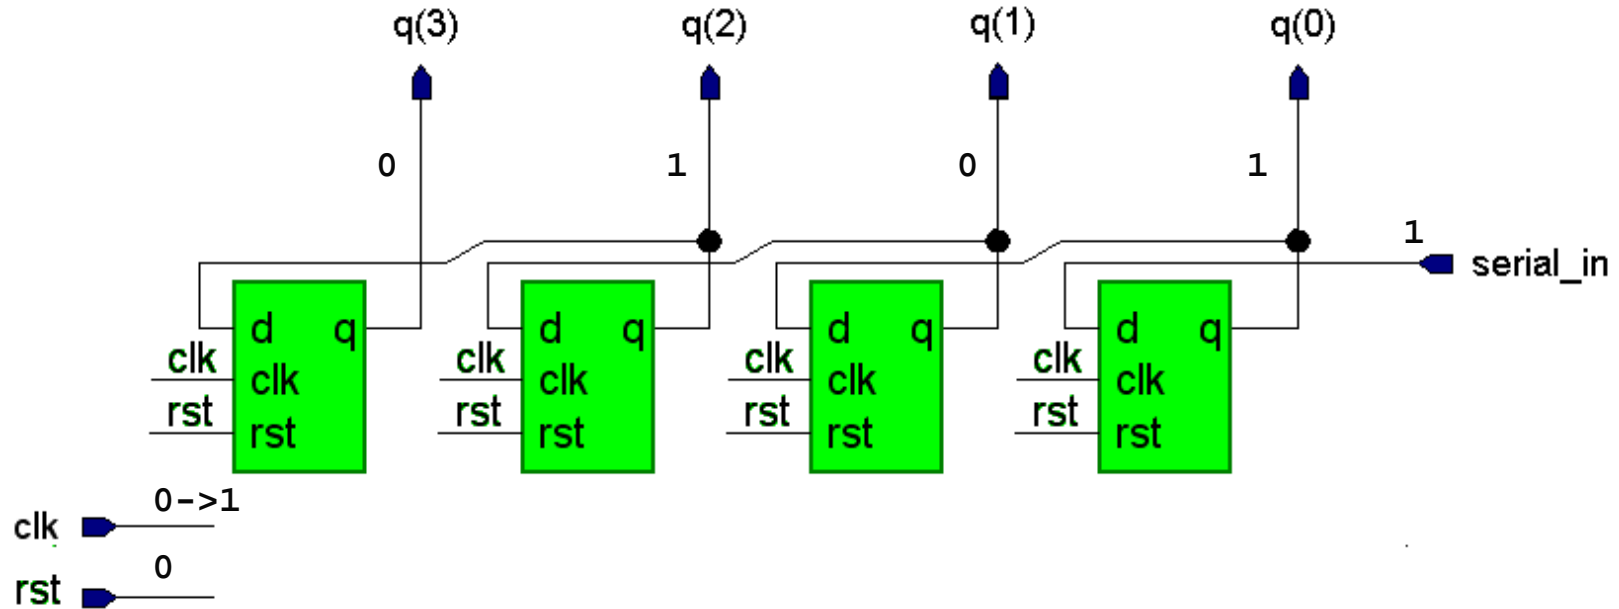 q(3) q(2) q(1) q(0)
0 1 0 1
1
serial_in
d q d q d q d q
clk clk clk clk
clk clk clk clk
rst rst rst rst
rst rst rst rst
0->1
clk
0
rst